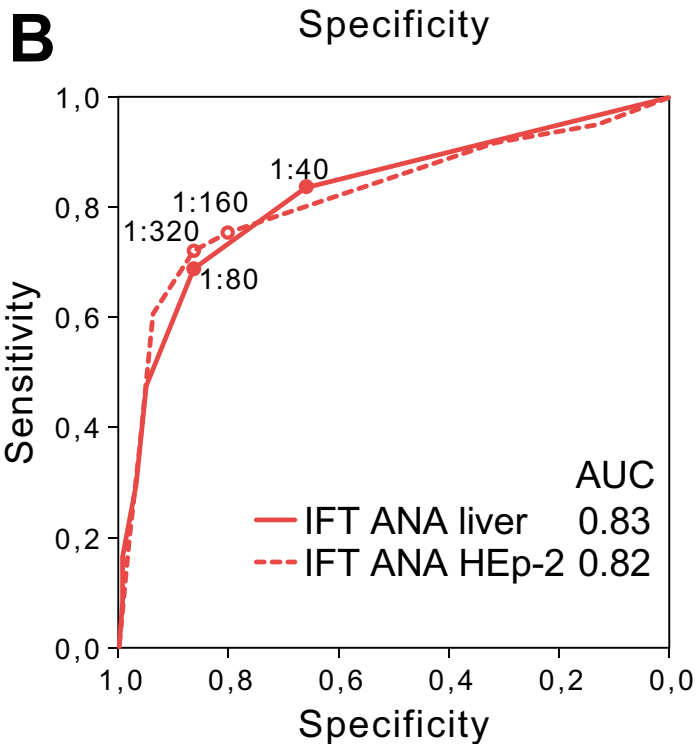 Specificity
B
1,0
0,8
0,6
0,4
0,2
0,0
Sensitivity
1:40
1:160
1:320
1:80
AUC
IFT ANA liver 0.83
IFT ANA HEp-2 0.82
1,0 0,8 0,6 0,4 0,2 0,0
Specificity